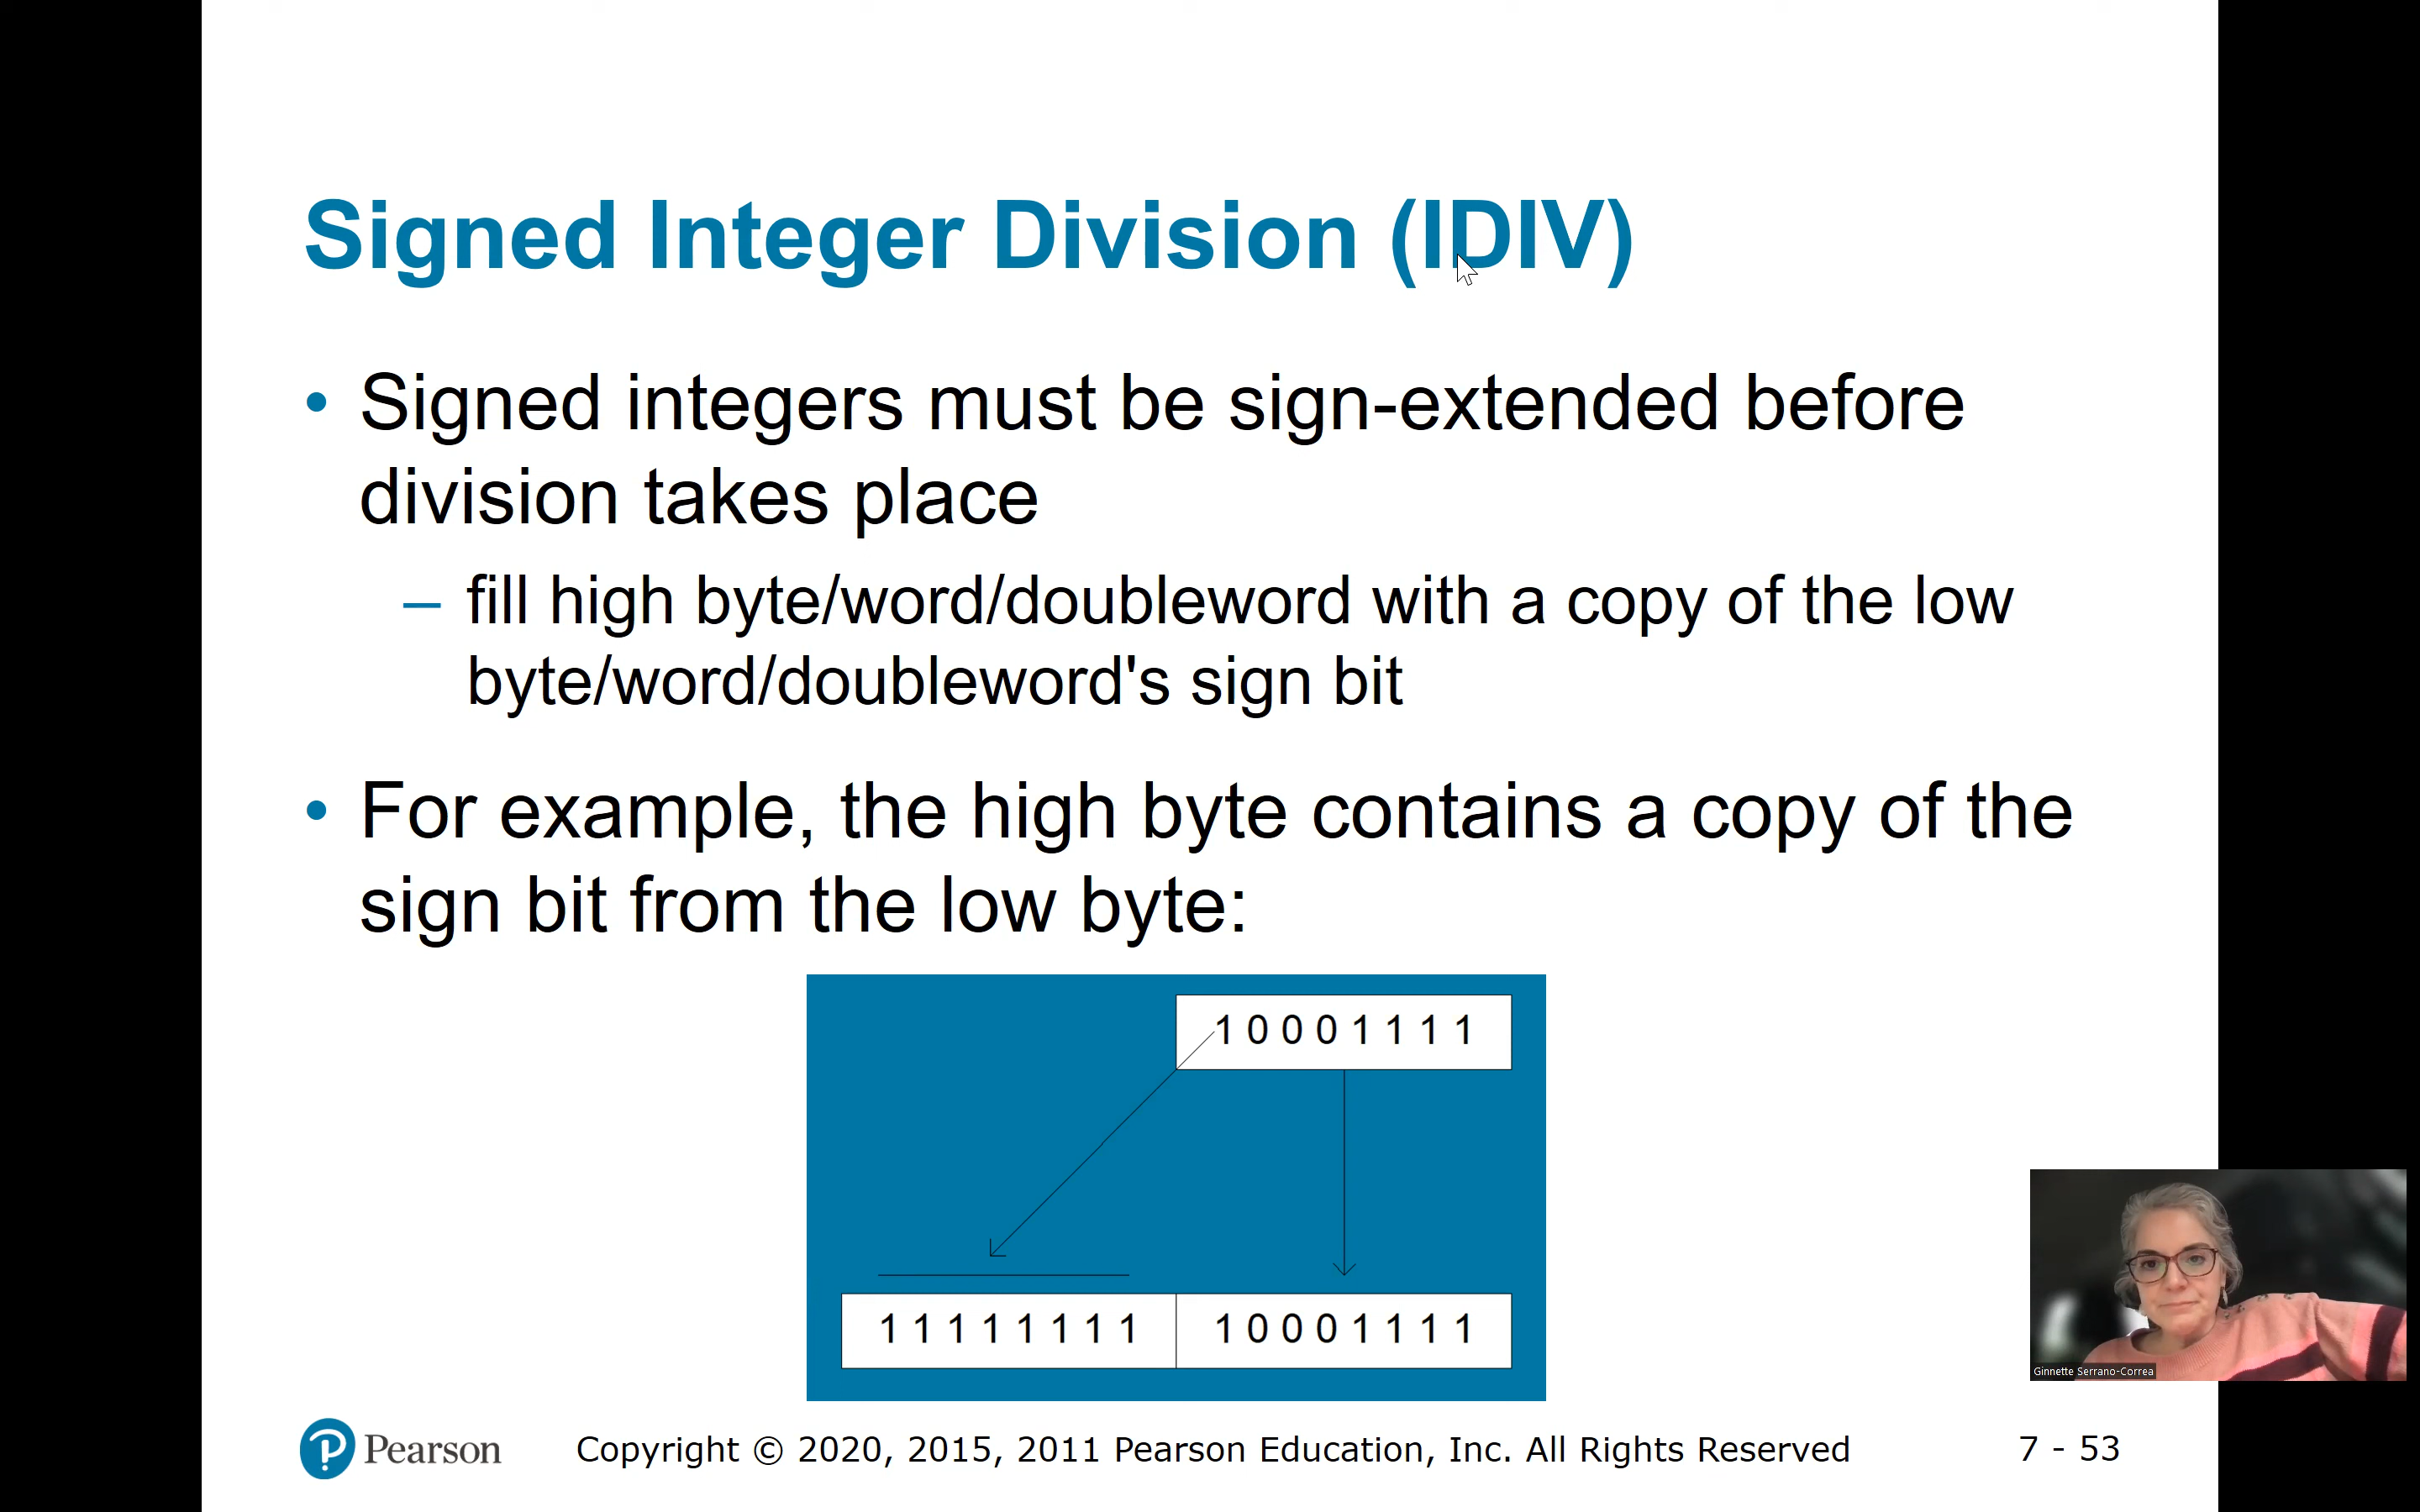 Signed Integer Division (IDIV)
• Signed integers must be sign-extended before
division takes place
– fill high byte/word/doubleword with a copy of the low
byte/word/doubleword's sign bit
• For example, the high byte contains a copy of the
sign bit from the low byte:
1 0 0 0 1 1 1 1
1 1 1 1 1 1 1 1 1 0 0 0 1 1 1 1
Ginnette Serrano-Correa
Pearson Copyright © 2020, 2015, 2011 Pearson Education, Inc. All Rights Reserved 7 - 53